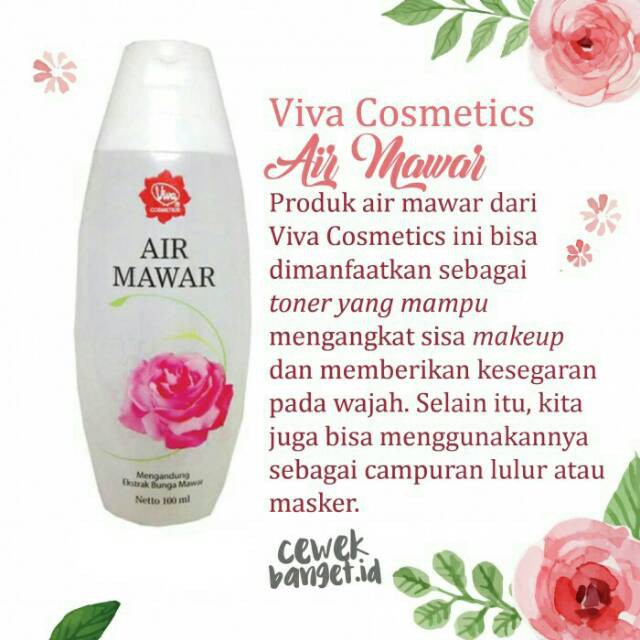 Viva Cosmetics
Air Mawar
Produk air mawar dari
Viva Cosmetics ini bisa
dimanfaatkan sebagai
toner yang mampu
mengangkat sisa makeup
dan memberikan kesegaran
pada wajah. Selain itu, kita
juga bisa menggunakannya
sebagai campuran lulur atau
masker.
cewek
banget.id
Viva
COSMETICS
AIR
MAWAR
Mengandung
Ekstrak Bunga Mawar
Netto 100 ml